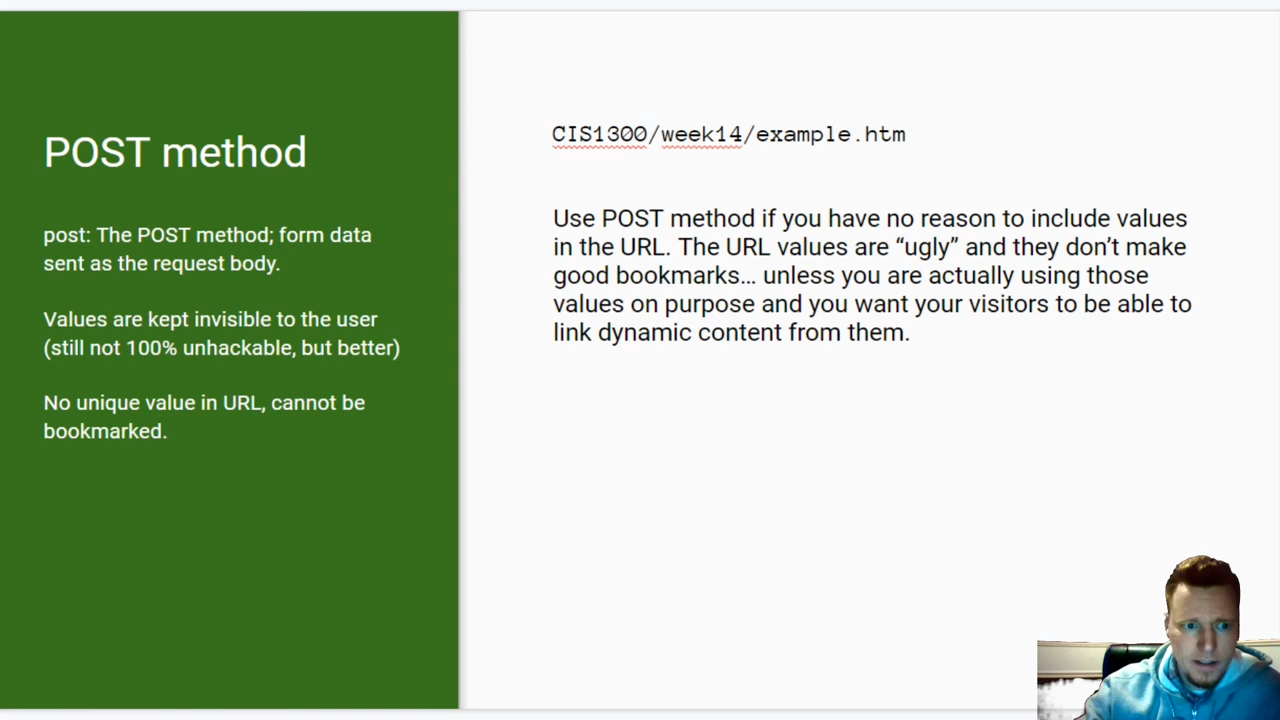 POST method
post: The POST method; form data
sent as the request body.
Values are kept invisible to the user
(still not 100% unhackable, but better)
No unique value in URL, cannot be
bookmarked.
CIS1300/week14/example.htm
Use POST method if you have no reason to include values
in the URL. The URL values are “ugly” and they don’t make
good bookmarks… unless you are actually using those
values on purpose and you want your visitors to be able to
link dynamic content from them.